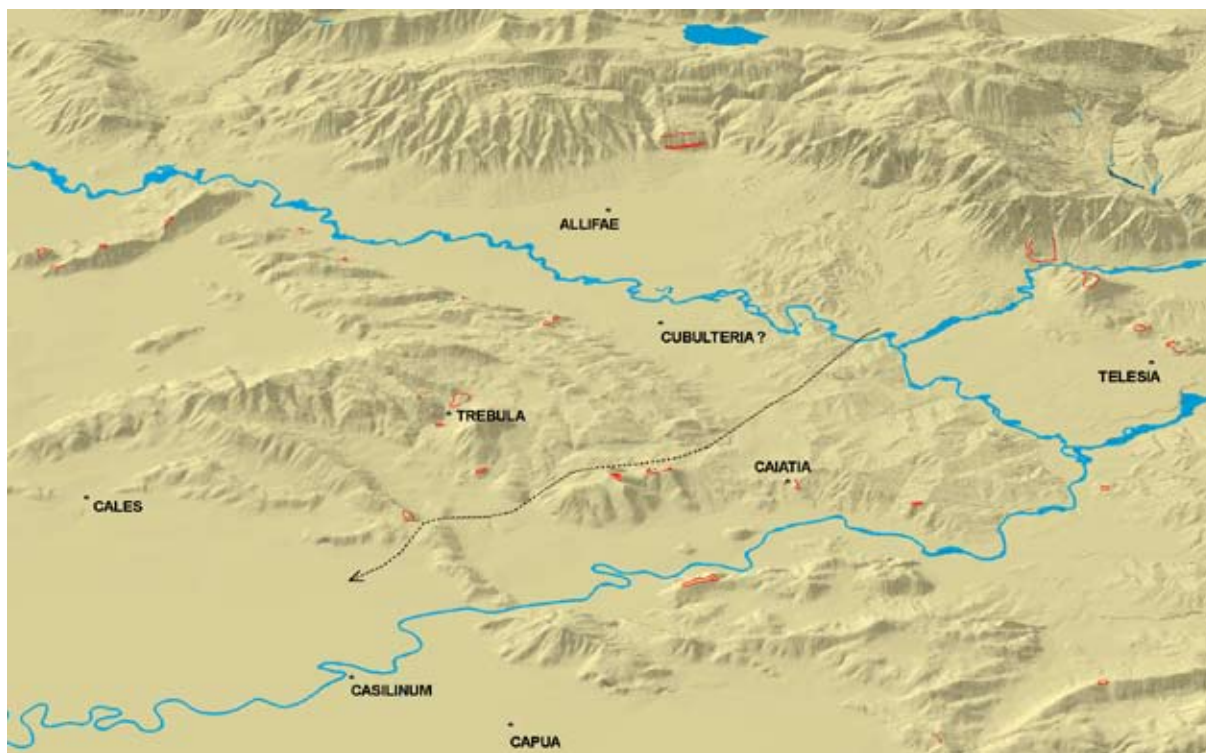 ALLIFAE
CUBULTERIA ?
TELESIA
TREBULA
CAIATIA
CALES
CASILINUM
CAPUA